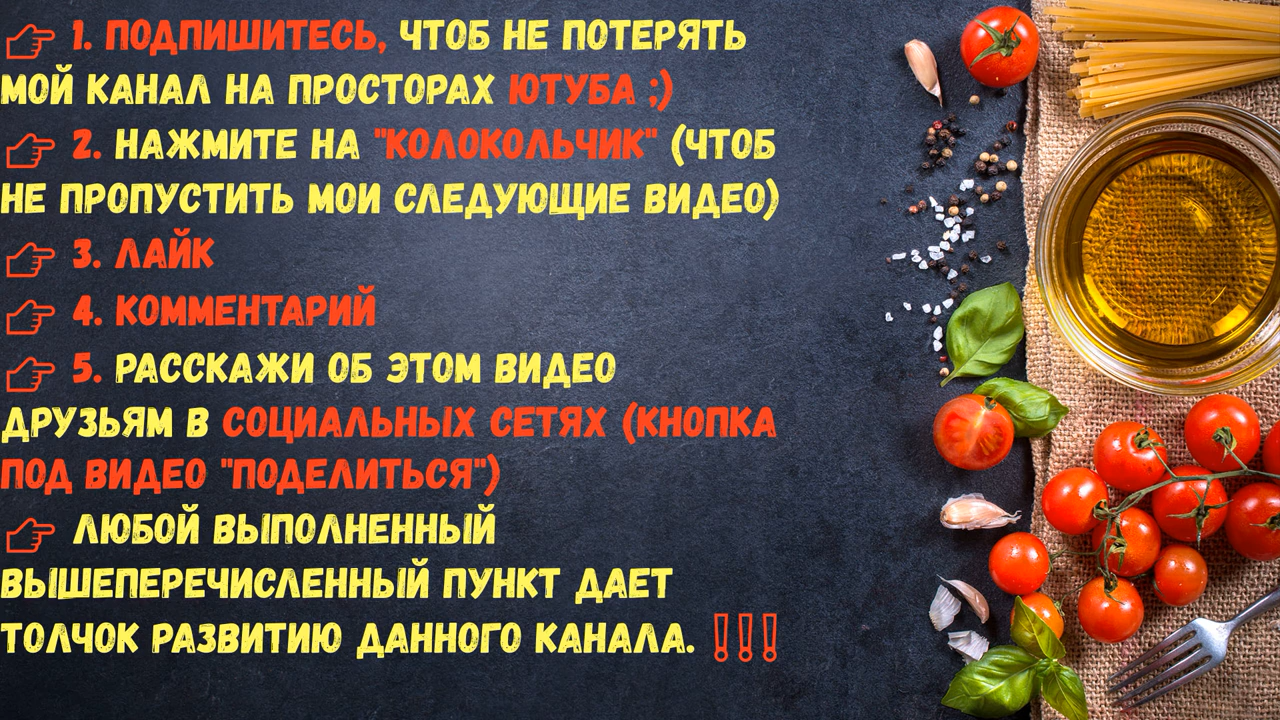 👉 1. ПОДПИШИТЕСЬ, ЧТОБ НЕ ПОТЕРЯТЬ
МОЙ КАНАЛ НА ПРОСТОРАХ ЮТУБА ;)
👉 2. НАЖМИТЕ НА "КОЛОКОЛЬЧИК" (ЧТОБ
НЕ ПРОПУСТИТЬ МОИ СЛЕДУЮЩИЕ ВИДЕО)
👉 3. ЛАЙК
👉 4. КОММЕНТАРИЙ
👉 5. РАССКАЖИ ОБ ЭТОМ ВИДЕО
ДРУЗЬЯМ В СОЦИАЛЬНЫХ СЕТЯХ (КНОПКА
ПОД ВИДЕО "ПОДЕЛИТЬСЯ")
👉 ЛЮБОЙ ВЫПОЛНЕННЫЙ
ВЫШЕПЕРЕЧИСЛЕННЫЙ ПУНКТ ДАЕТ
ТОЛЧОК РАЗВИТИЮ ДАННОГО КАНАЛА. !!!